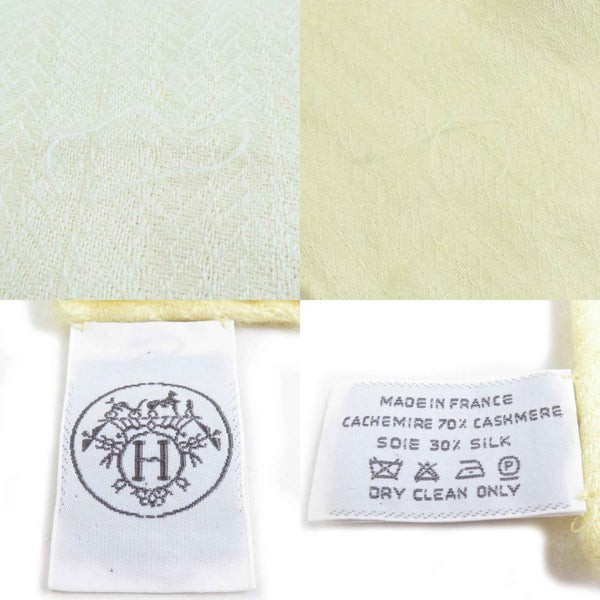 H
MADE IN FRANCE
CACHEMIRE 70% CASHMERE
SOIE 30% SILK
P
DRY CLEAN ONLY